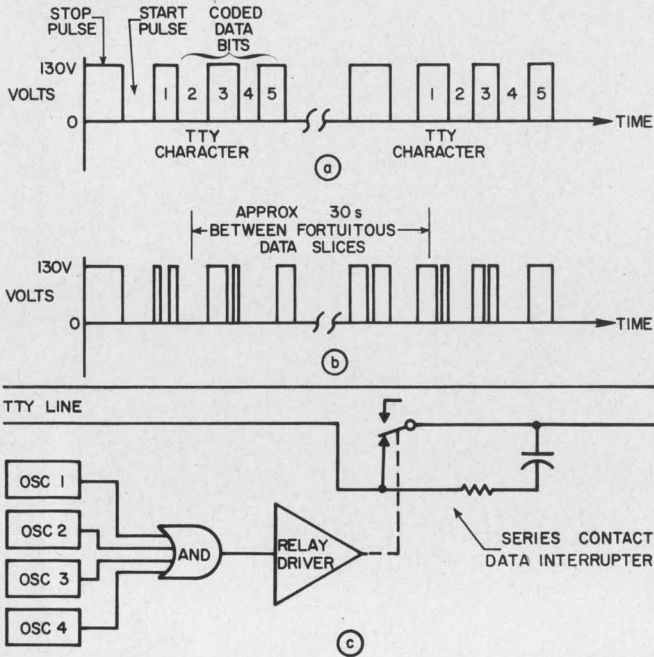 STOP PULSE
START PULSE
CODED DATA BITS
130V
VOLTS
0
1 2 3 4 5
1 2 3 4 5
TIME
TTY CHARACTER
TTY CHARACTER
a
APPROX 30s
BETWEEN FORTUITOUS
DATA SLICES
130V
VOLTS
0
TIME
b
TTY LINE
OSC 1
OSC 2
OSC 3
OSC 4
AND
RELAY DRIVER
SERIES CONTACT
DATA INTERRUPTER
c